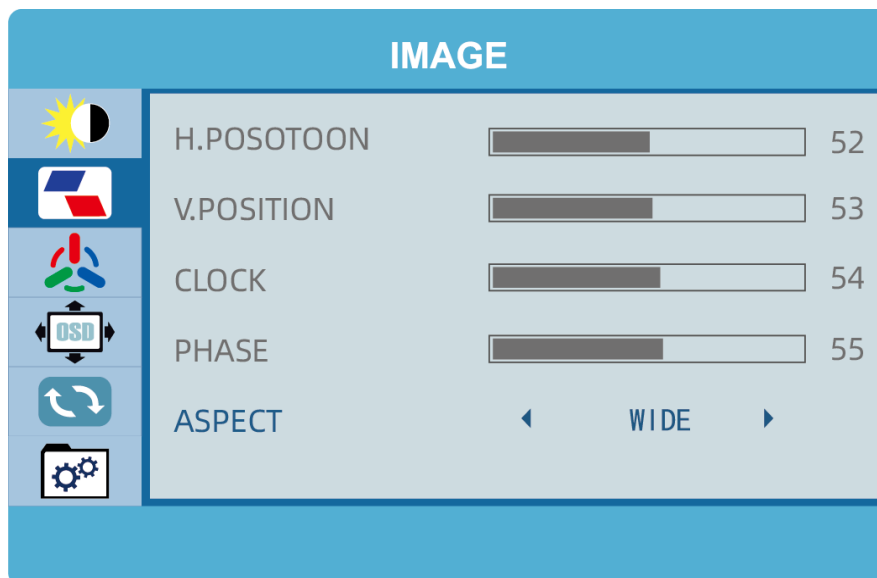 IMAGE
H.POSOTOON 52
V.POSITION 53
CLOCK 54
PHASE 55
OSD
ASPECT WIDE